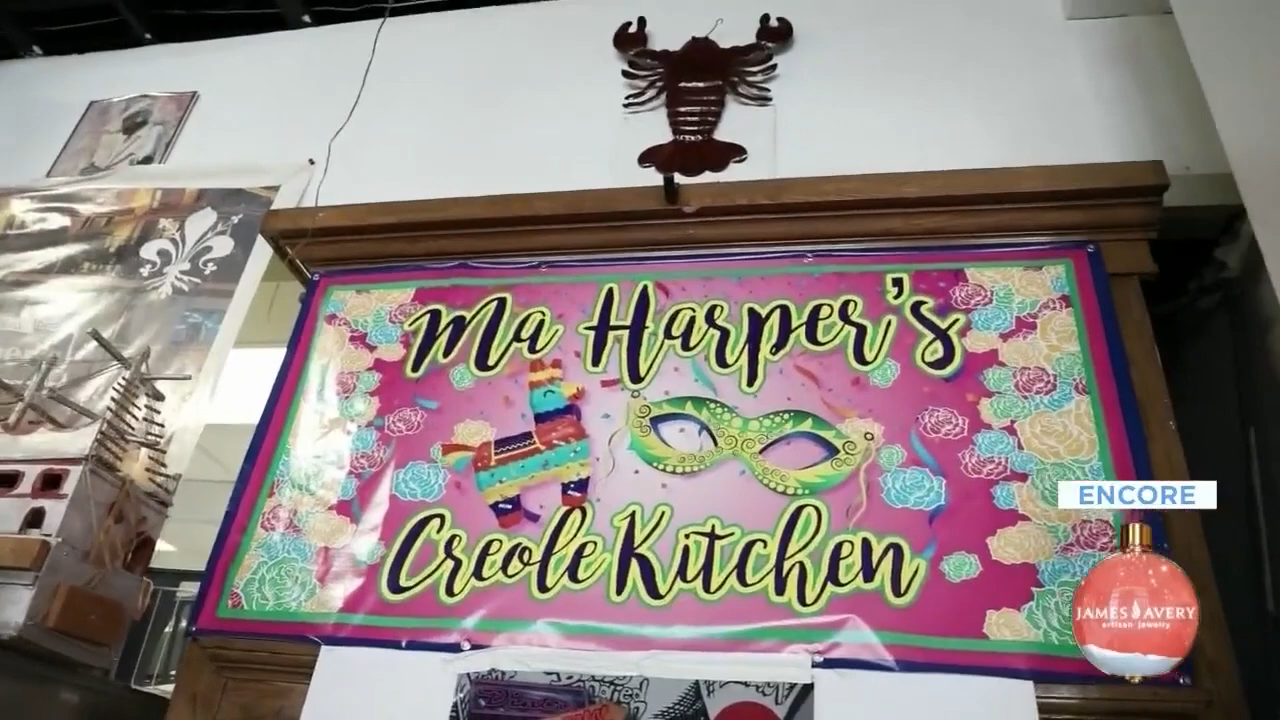 Ma Harper's
Creole Kitchen
ENCORE
JAMES AVERY
artisan jewelry